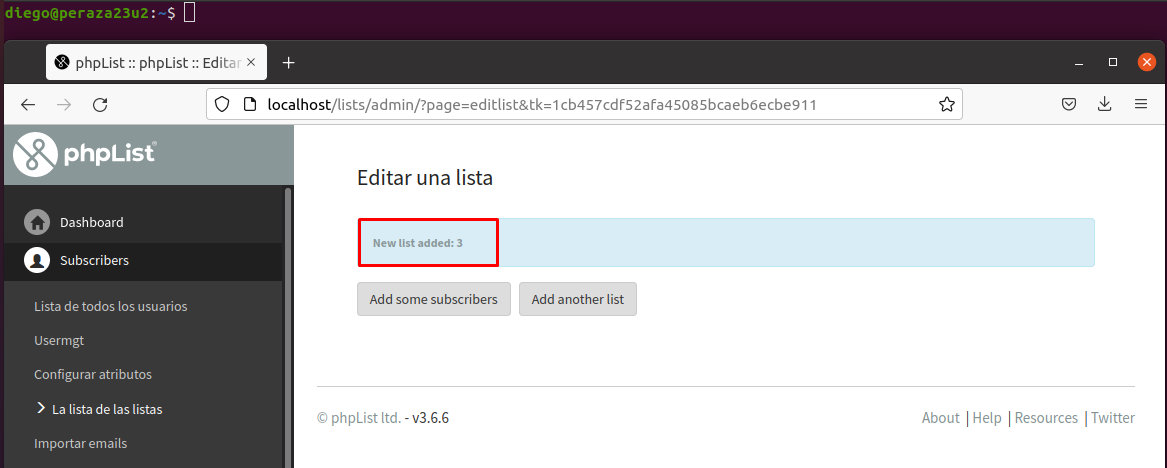 diego@peraza23u2:~$
phpList :: phpList :: Editar
localhost/lists/admin/?page=editlist&tk=1cb457cdf52afa45085bcaeb6ecbe911
phpList
Dashboard
Subscribers
Lista de todos los usuarios
Usermgt
Configurar atributos
La lista de las listas
Importar emails
Editar una lista
New list added: 3
Add some subscribers Add another list
© phpList ltd. - v3.6.6
About | Help | Resources | Twitter